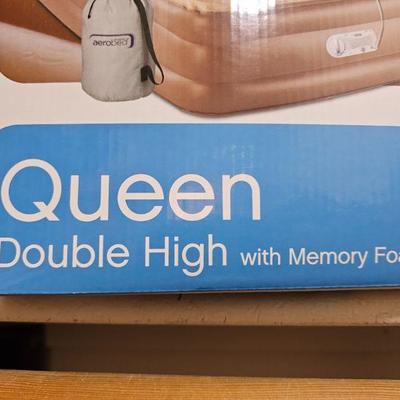 aerobed
Queen
Double High with Memory Foa